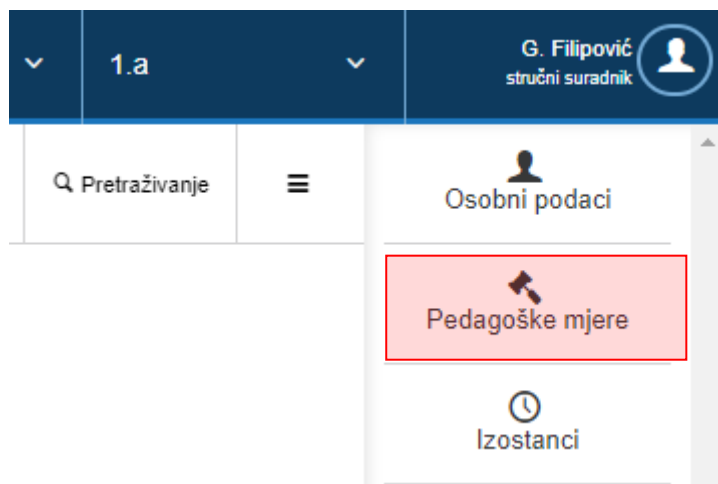 1.a
G. Filipović
stručni suradnik
Pretraživanje
Osobni podaci
Pedagoške mjere
Izostanci